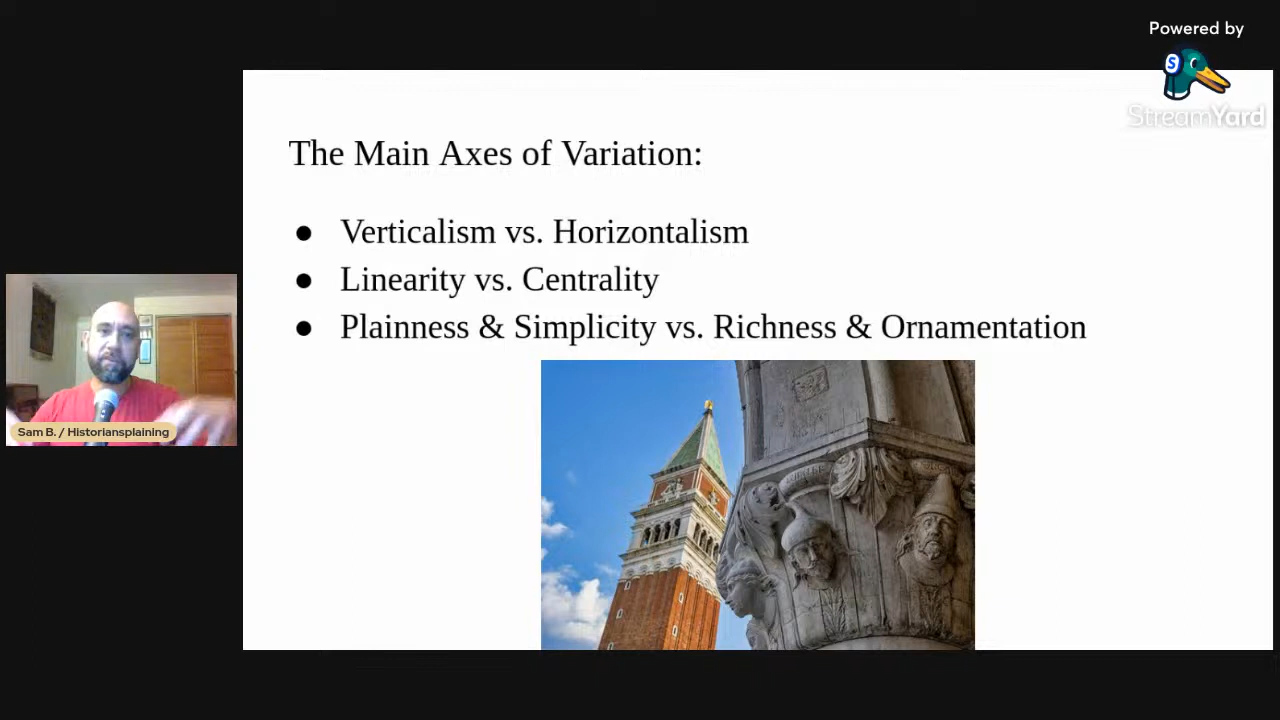 Powered by
S
StreamYard
The Main Axes of Variation:
● Verticalism vs. Horizontalism
● Linearity vs. Centrality
● Plainness & Simplicity vs. Richness & Ornamentation
Sam B. / Historiansplaining